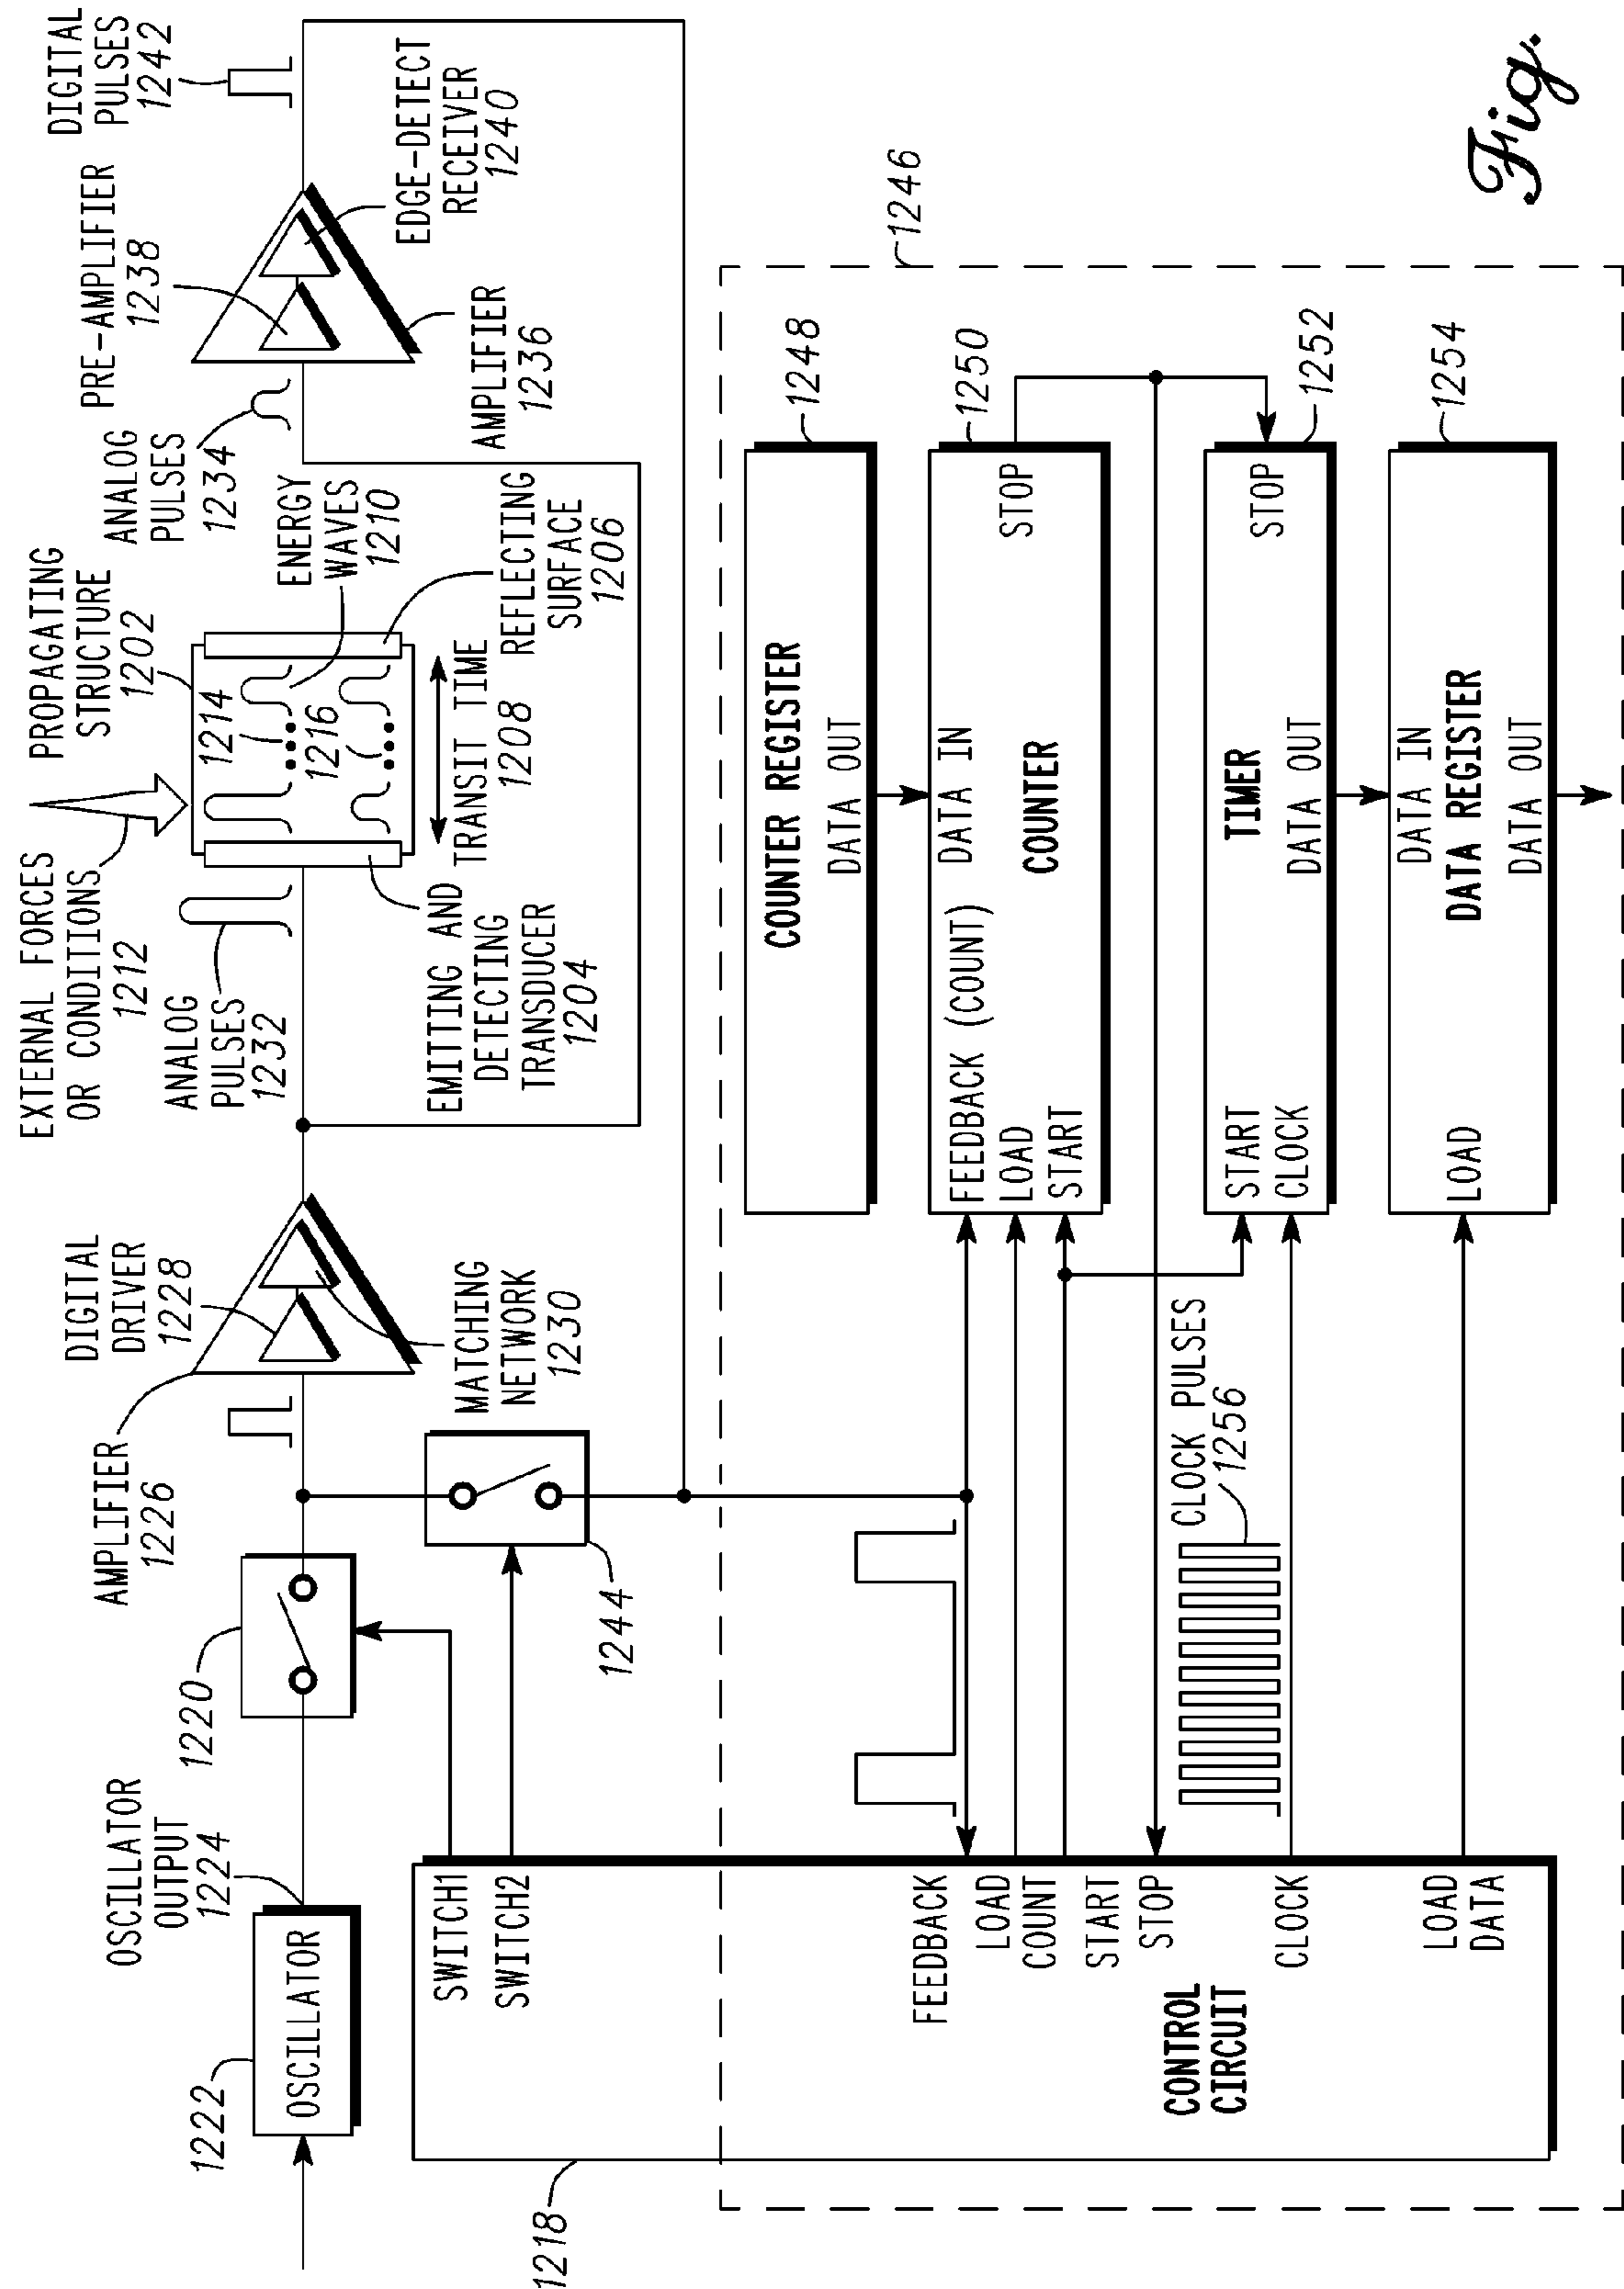 EXTERNAL FORCES
OR CONDITIONS
1212
PROPAGATING
STRUCTURE
1202
ANALOG
PULSES
1234
PRE-AMPLIFIER
1238
DIGITAL
PULSES
1242
1222
OSCILLATOR
OSCILLATOR
OUTPUT
1224
1220
AMPLIFIER
1226
DIGITAL
DRIVER
1228
ANALOG
PULSES
1232
1214
1216
ENERGY
WAVES
1210
TRANSIT TIME
1208
REFLECTING
SURFACE
1206
EMITTING AND
DETECTING
TRANSDUCER
1204
AMPLIFIER
1236
EDGE-DETECT
RECEIVER
1240
MATCHING
NETWORK
1230
1244
1218
SWITCH1
SWITCH2
FEEDBACK
LOAD
COUNT
START
STOP
CLOCK
LOAD
DATA
CONTROL
CIRCUIT
CLOCK PULSES
1256
1246
COUNTER REGISTER
DATA OUT
1248
FEEDBACK (COUNT)
DATA IN
LOAD
START
COUNTER
STOP
1250
START
CLOCK
TIMER
DATA OUT
STOP
1252
LOAD
DATA IN
DATA REGISTER
DATA OUT
1254
Fig.